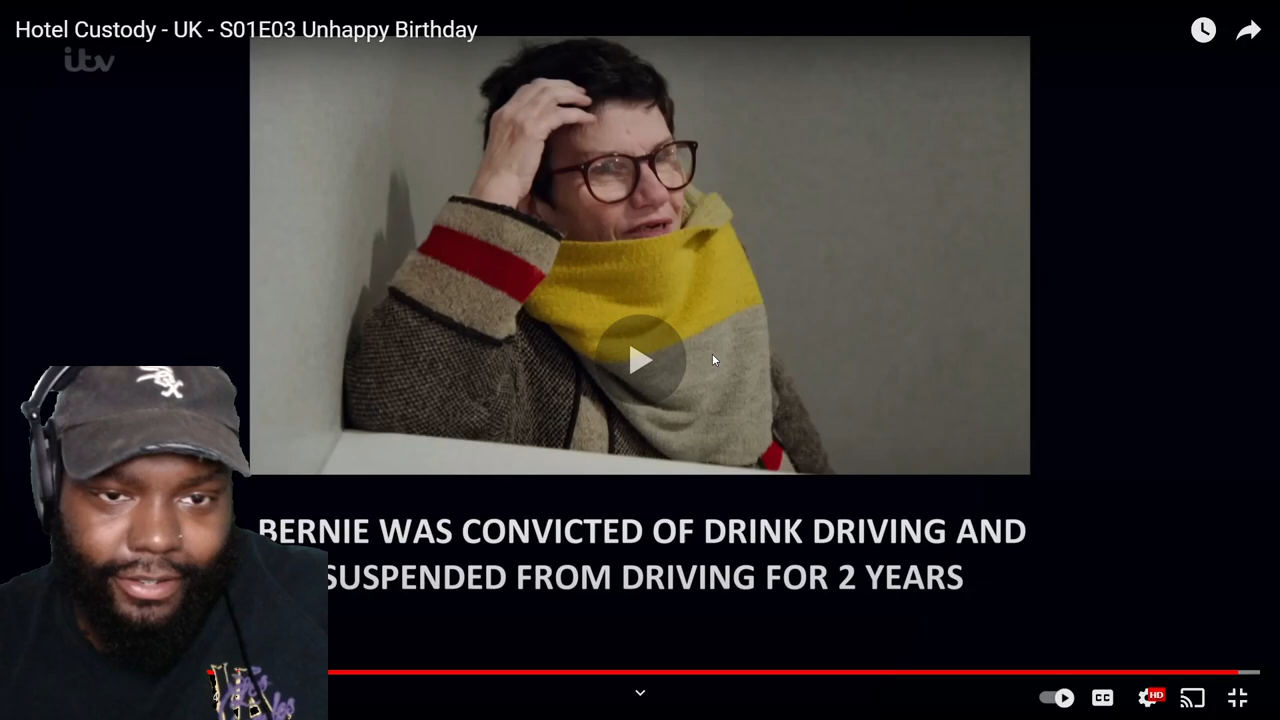 Hotel Custody - UK - S01E03 Unhappy Birthday
itv
BERNIE WAS CONVICTED OF DRINK DRIVING AND
SUSPENDED FROM DRIVING FOR 2 YEARS
CC
HD